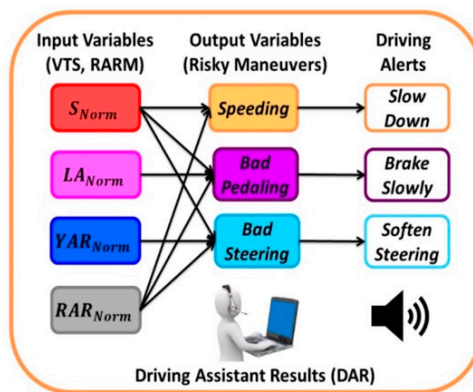 Input Variables
(VTS, RARM)
Output Variables
(Risky Maneuvers)
Driving
Alerts
S_Norm
Speeding
Slow
Down
LA_Norm
Bad
Pedaling
Brake
Slowly
YAR_Norm
Bad
Steering
Soften
Steering
RAR_Norm
Driving Assistant Results (DAR)